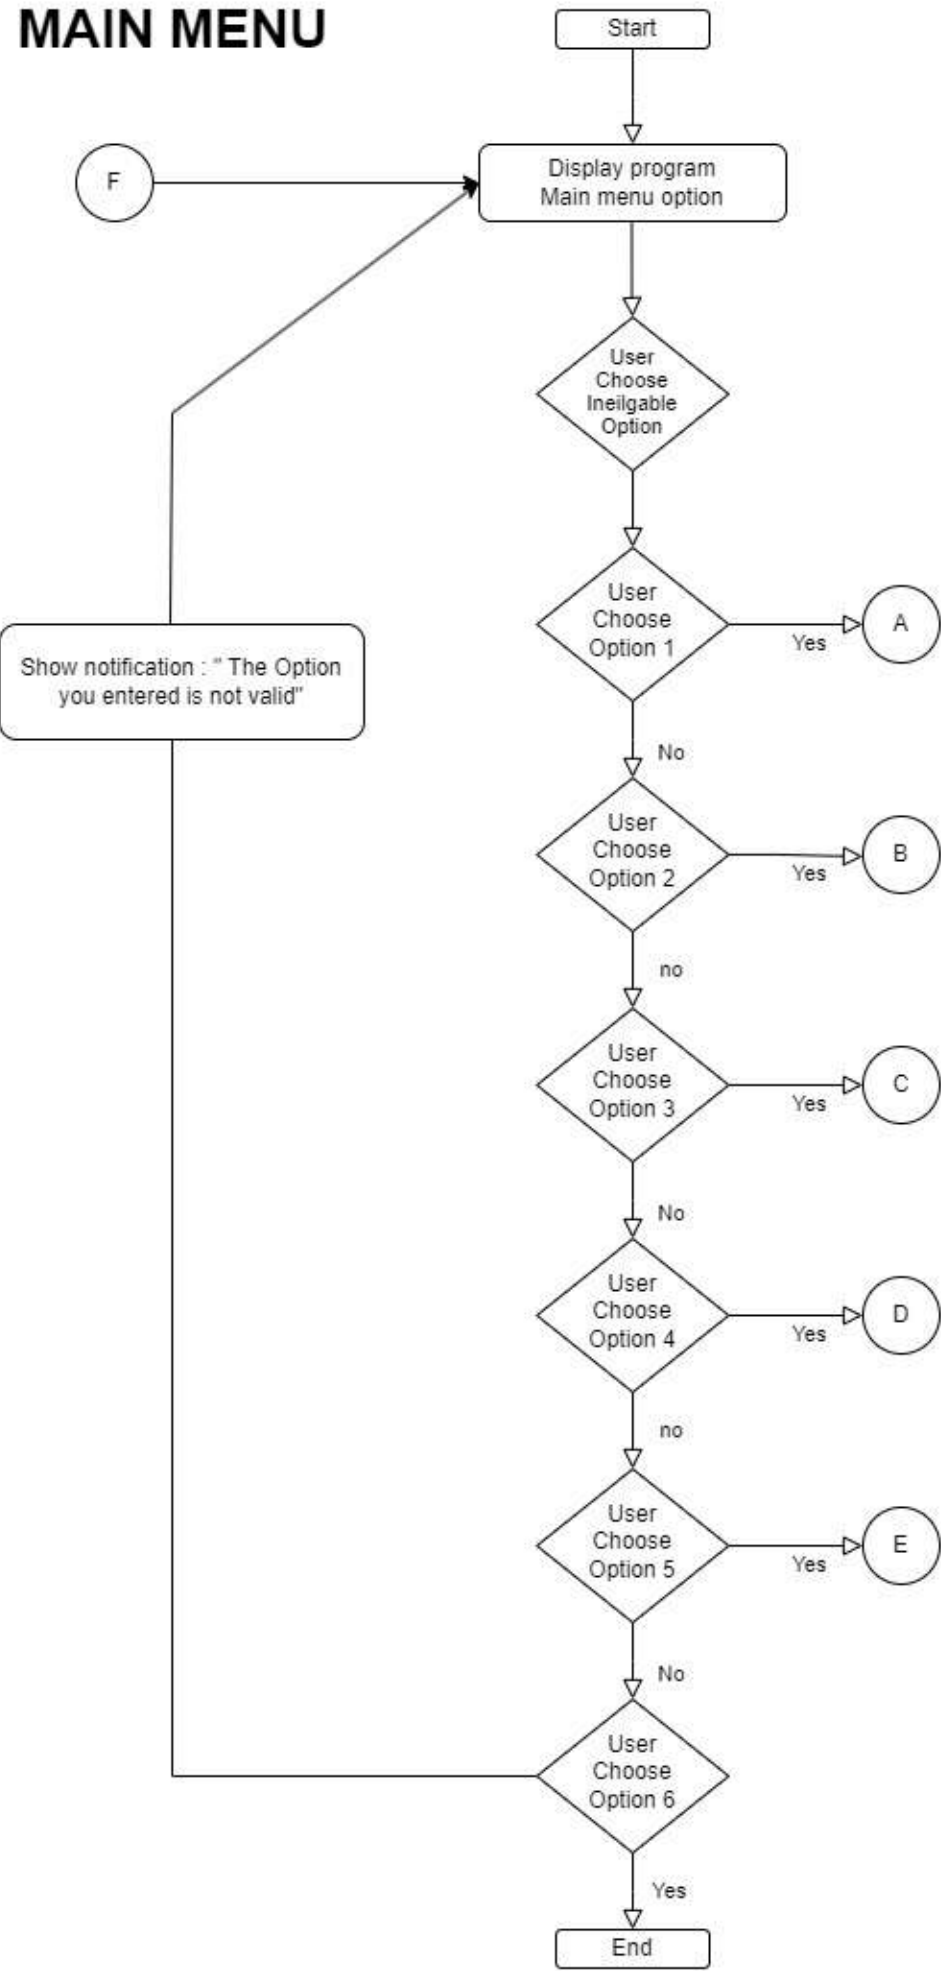 MAIN MENU
Start
F
Display program
Main menu option
User
Choose
Ineilgable
Option
User
Choose
Option 1
Yes
A
Show notification : " The Option
you entered is not valid"
No
User
Choose
Option 2
Yes
B
no
User
Choose
Option 3
Yes
C
No
User
Choose
Option 4
Yes
D
no
User
Choose
Option 5
Yes
E
No
User
Choose
Option 6
Yes
End